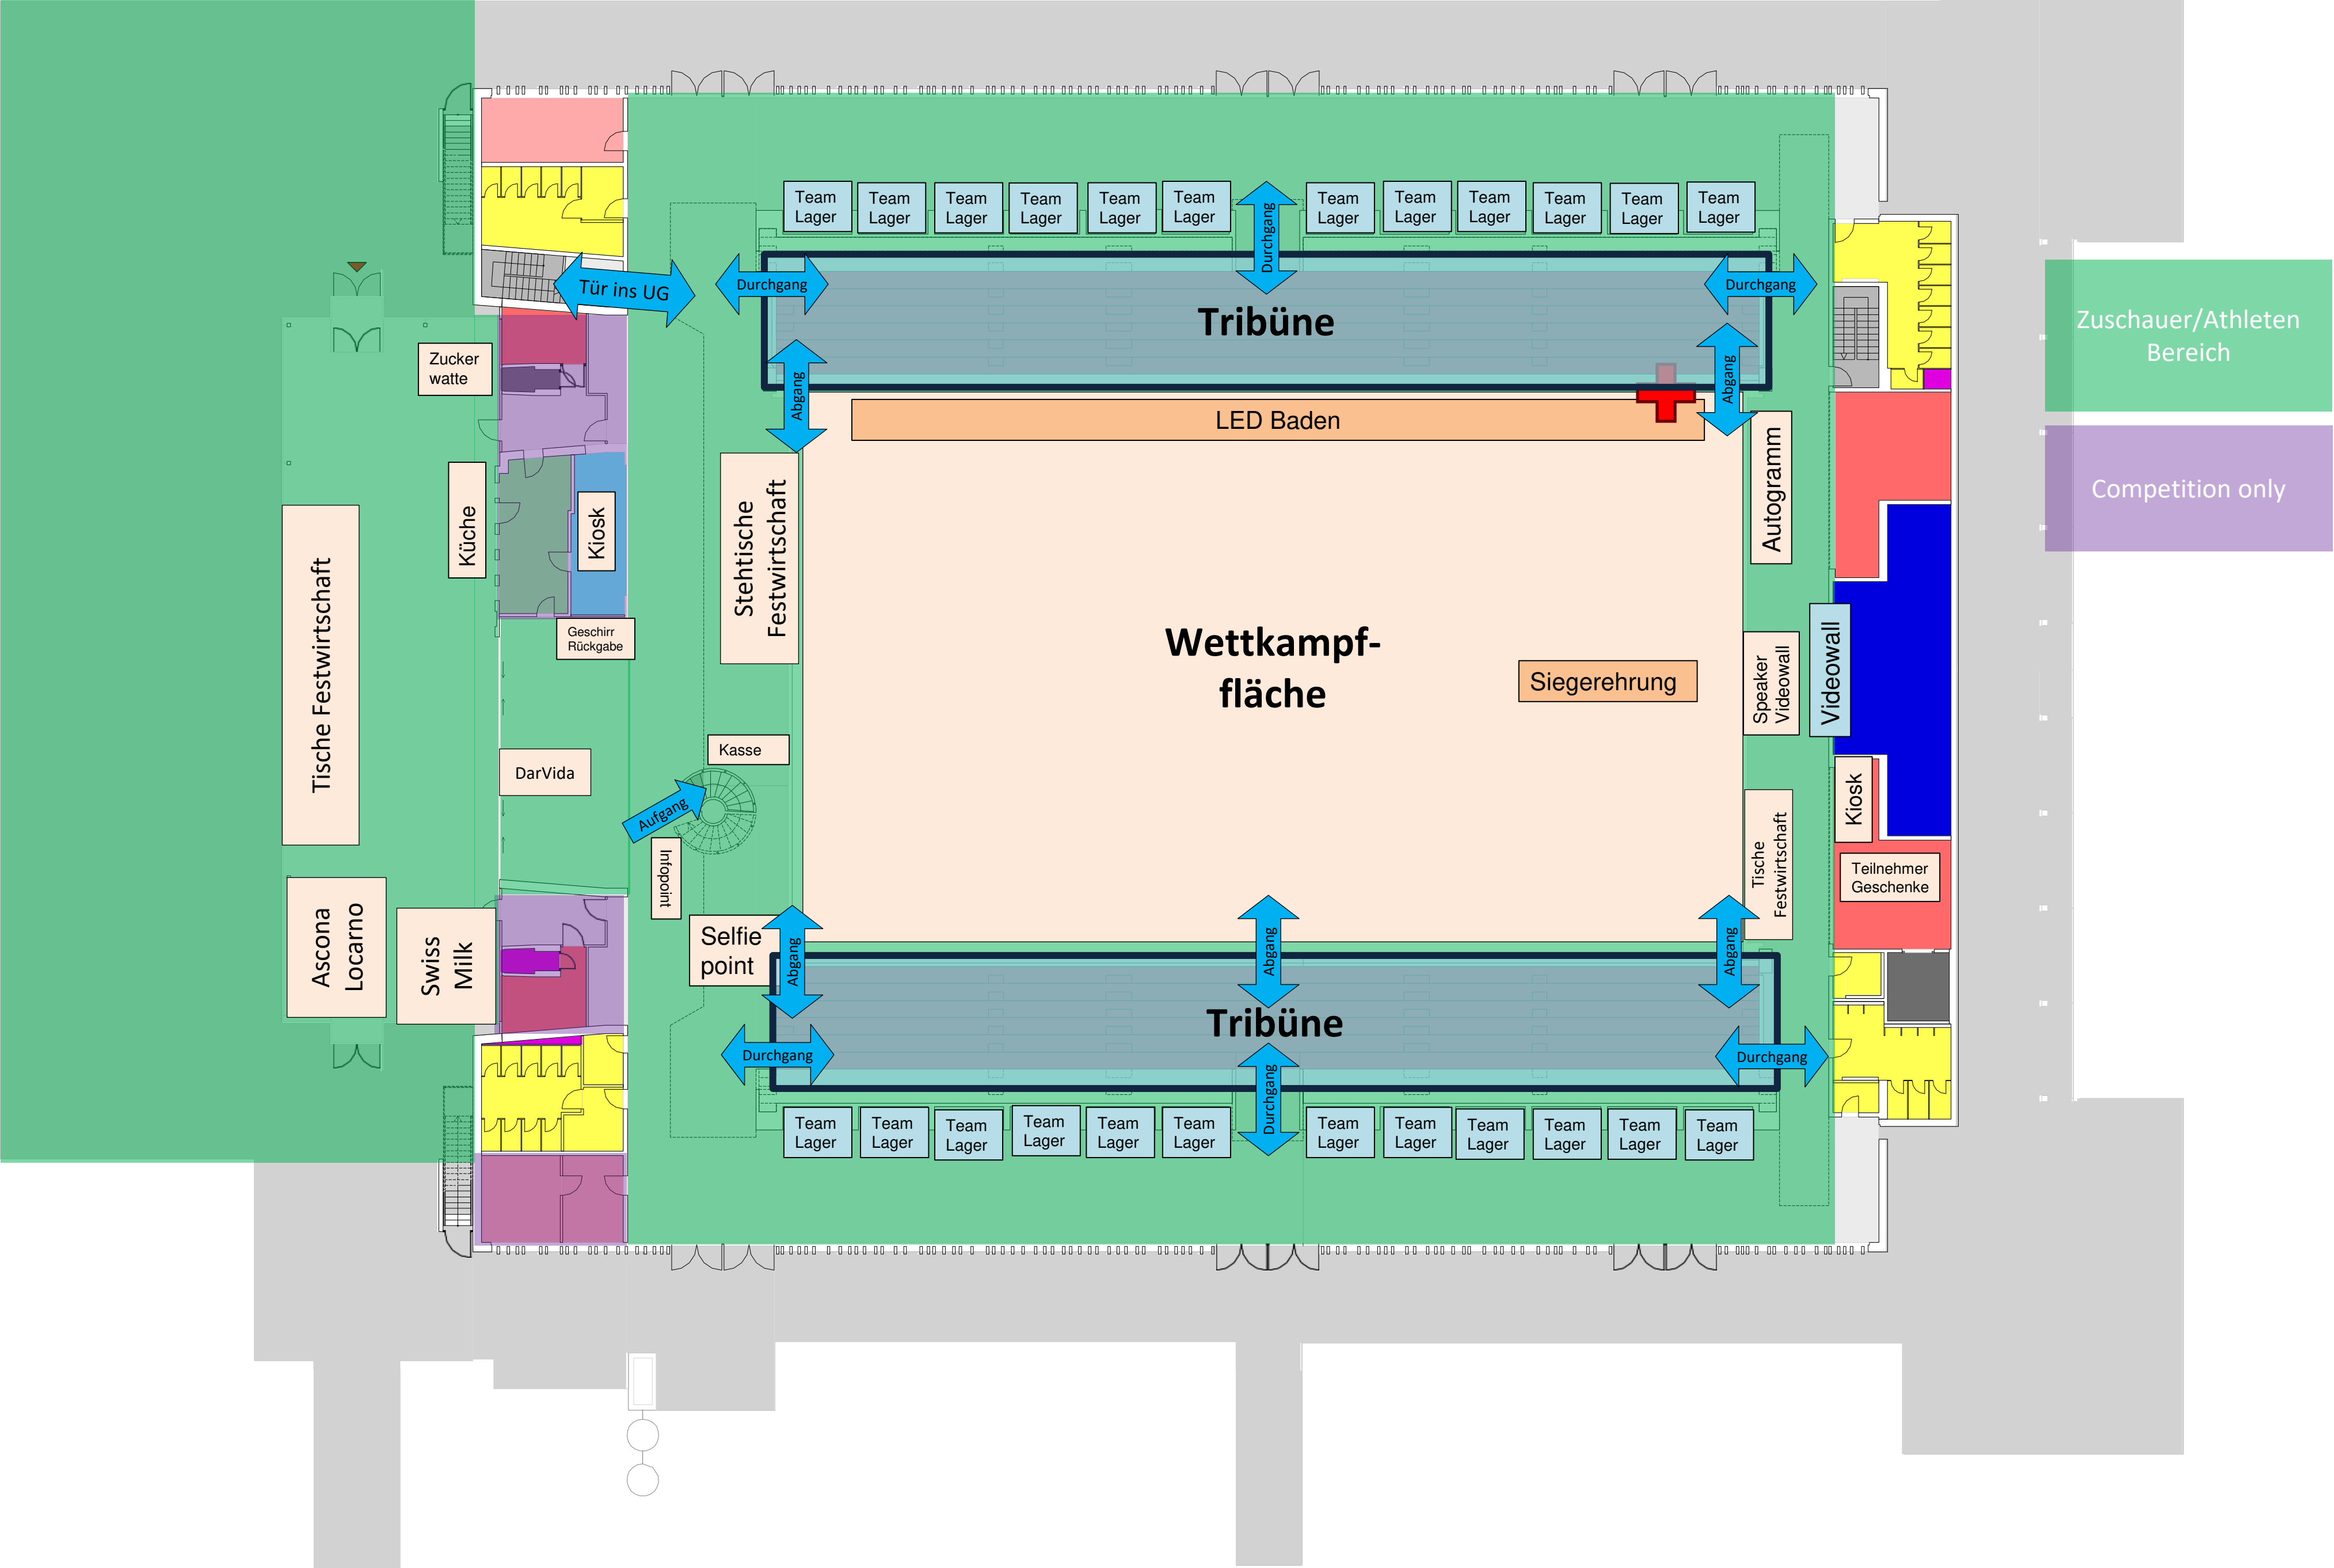 Team
Lager
Team
Lager
Team
Lager
Team
Lager
Team
Lager
Team
Lager
Durchgang
Team
Lager
Team
Lager
Team
Lager
Team
Lager
Team
Lager
Team
Lager
Tür ins UG
Durchgang
Tribüne
Durchgang
Zuschauer/Athleten
Bereich
Zucker
watte
Abgang
Abgang
LED Baden
Competition only
Küche
Kiosk
Stehtische
Festwirtschaft
Autogramm
Tische Festwirtschaft
Geschirr
Rückgabe
Wettkampf-
fläche
Siegerehrung
Speaker
Videowall
Videowall
Kasse
DarVida
Aufgang
Kiosk
Infopoint
Tische
Festwirtschaft
Teilnehmer
Geschenke
Ascona
Locarno
Swiss
Milk
Selfie
point
Abgang
Abgang
Abgang
Tribüne
Durchgang
Durchgang
Durchgang
Team
Lager
Team
Lager
Team
Lager
Team
Lager
Team
Lager
Team
Lager
Team
Lager
Team
Lager
Team
Lager
Team
Lager
Team
Lager
Team
Lager